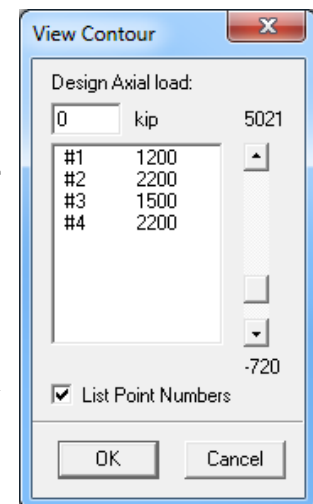 View Contour
Design Axial load:
0 kip 5021
#1 1200
#2 2200
#3 1500
#4 2200
-720
List Point Numbers
OK Cancel